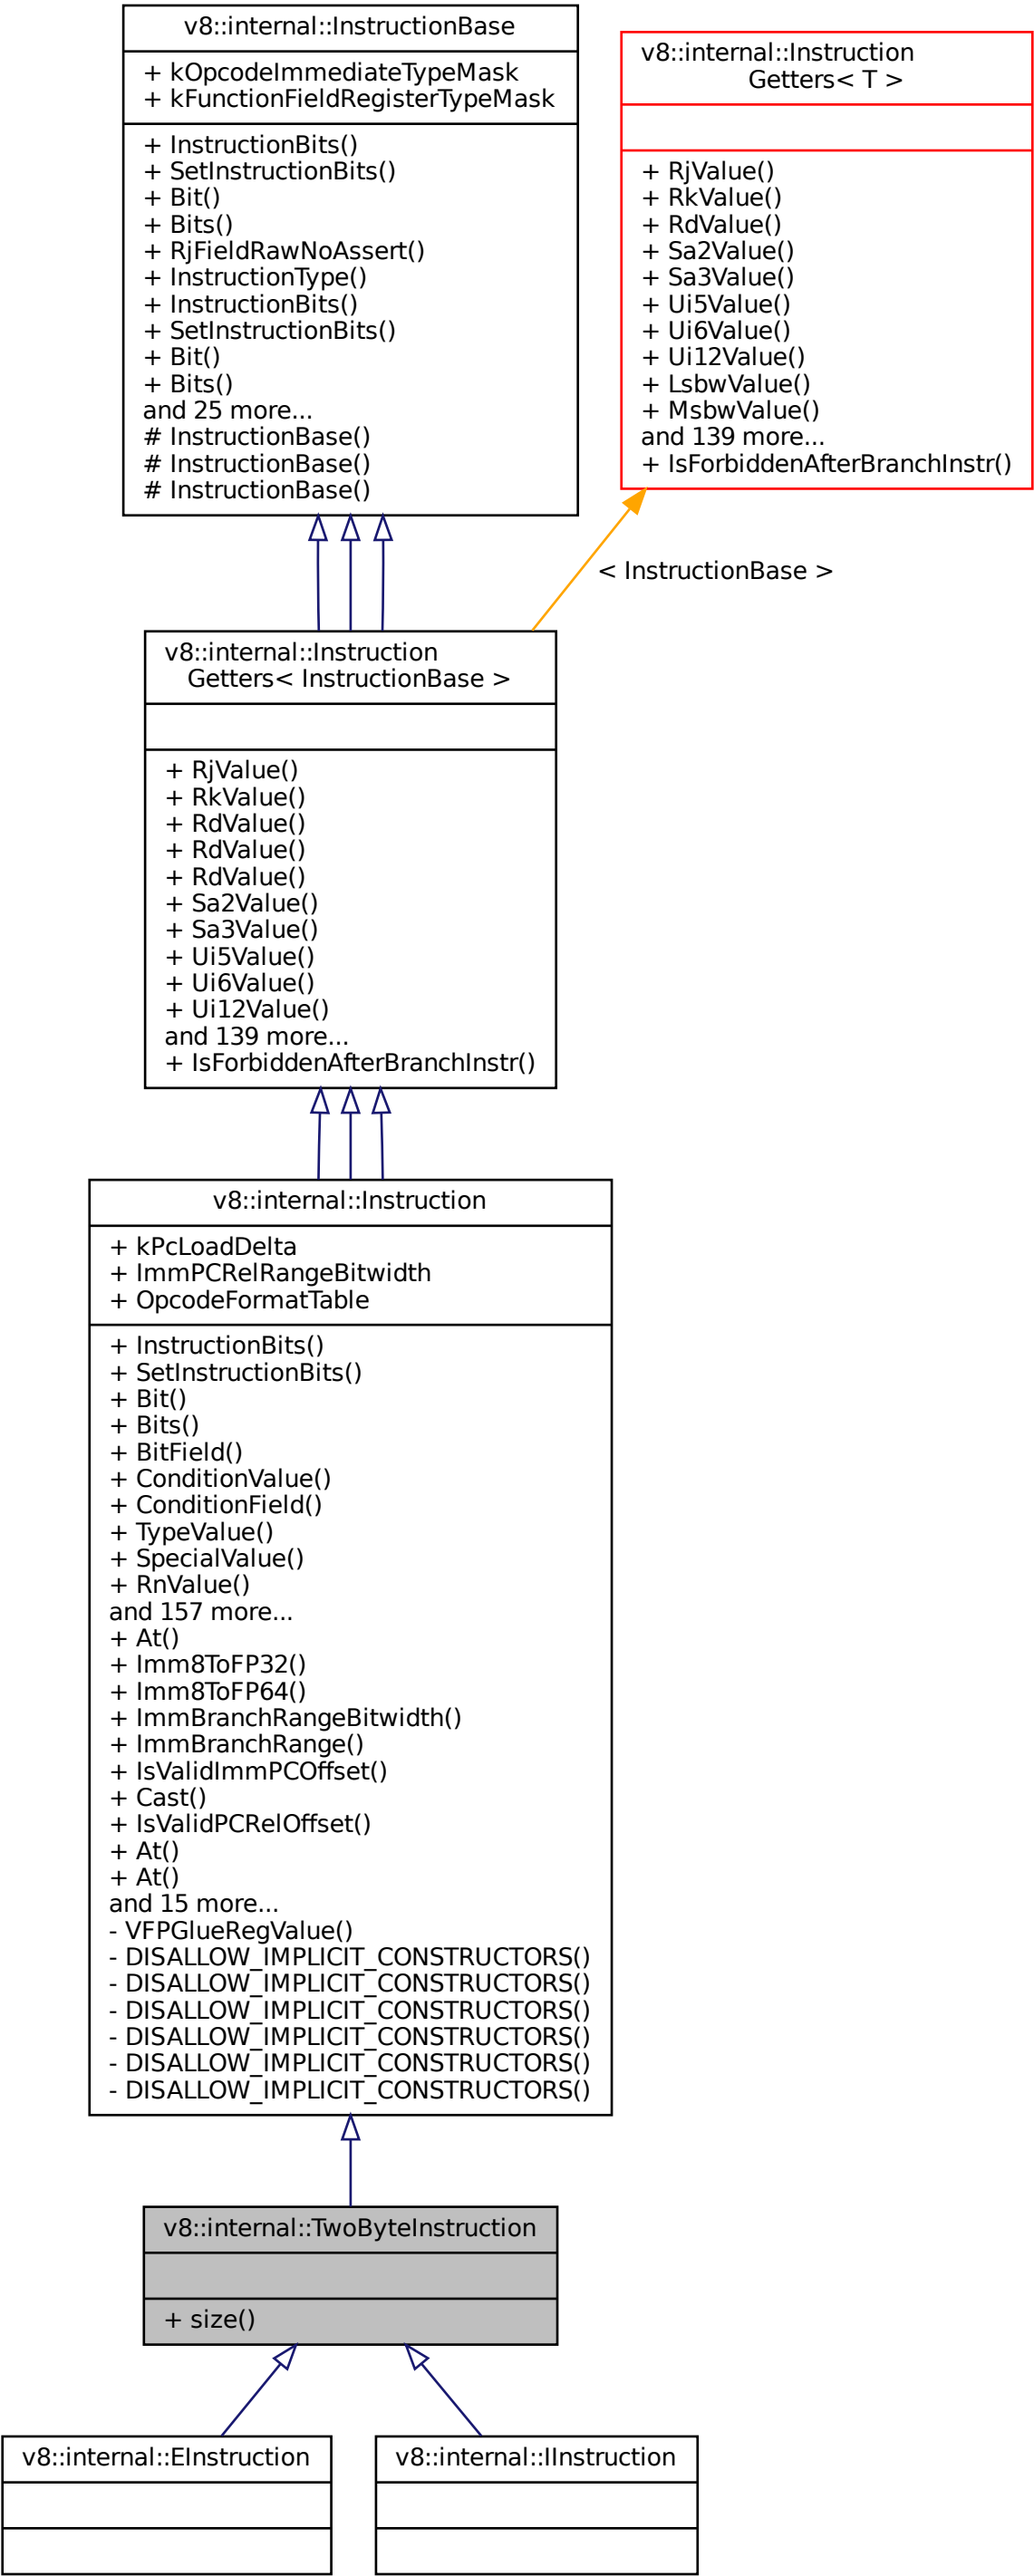 v8::internal::InstructionBase
+ kOpcodeImmediateTypeMask
+ kFunctionFieldRegisterTypeMask
+ InstructionBits()
+ SetInstructionBits()
+ Bit()
+ Bits()
+ RjFieldRawNoAssert()
+ InstructionType()
+ InstructionBits()
+ SetInstructionBits()
+ Bit()
+ Bits()
and 25 more...
# InstructionBase()
# InstructionBase()
# InstructionBase()
v8::internal::Instruction
Getters< T >
+ RjValue()
+ RkValue()
+ RdValue()
+ Sa2Value()
+ Sa3Value()
+ Ui5Value()
+ Ui6Value()
+ Ui12Value()
+ LsbwValue()
+ MsbwValue()
and 139 more...
+ IsForbiddenAfterBranchInstr()
< InstructionBase >
v8::internal::Instruction
Getters< InstructionBase >
+ RjValue()
+ RkValue()
+ RdValue()
+ RdValue()
+ RdValue()
+ Sa2Value()
+ Sa3Value()
+ Ui5Value()
+ Ui6Value()
+ Ui12Value()
and 139 more...
+ IsForbiddenAfterBranchInstr()
v8::internal::Instruction
+ kPcLoadDelta
+ ImmPCRelRangeBitwidth
+ OpcodeFormatTable
+ InstructionBits()
+ SetInstructionBits()
+ Bit()
+ Bits()
+ BitField()
+ ConditionValue()
+ ConditionField()
+ TypeValue()
+ SpecialValue()
+ RnValue()
and 157 more...
+ At()
+ Imm8ToFP32()
+ Imm8ToFP64()
+ ImmBranchRangeBitwidth()
+ ImmBranchRange()
+ IsValidImmPCOffset()
+ Cast()
+ IsValidPCRelOffset()
+ At()
+ At()
and 15 more...
- VFPGlueRegValue()
- DISALLOW_IMPLICIT_CONSTRUCTORS()
- DISALLOW_IMPLICIT_CONSTRUCTORS()
- DISALLOW_IMPLICIT_CONSTRUCTORS()
- DISALLOW_IMPLICIT_CONSTRUCTORS()
- DISALLOW_IMPLICIT_CONSTRUCTORS()
- DISALLOW_IMPLICIT_CONSTRUCTORS()
v8::internal::TwoByteInstruction
+ size()
v8::internal::EInstruction
v8::internal::IInstruction